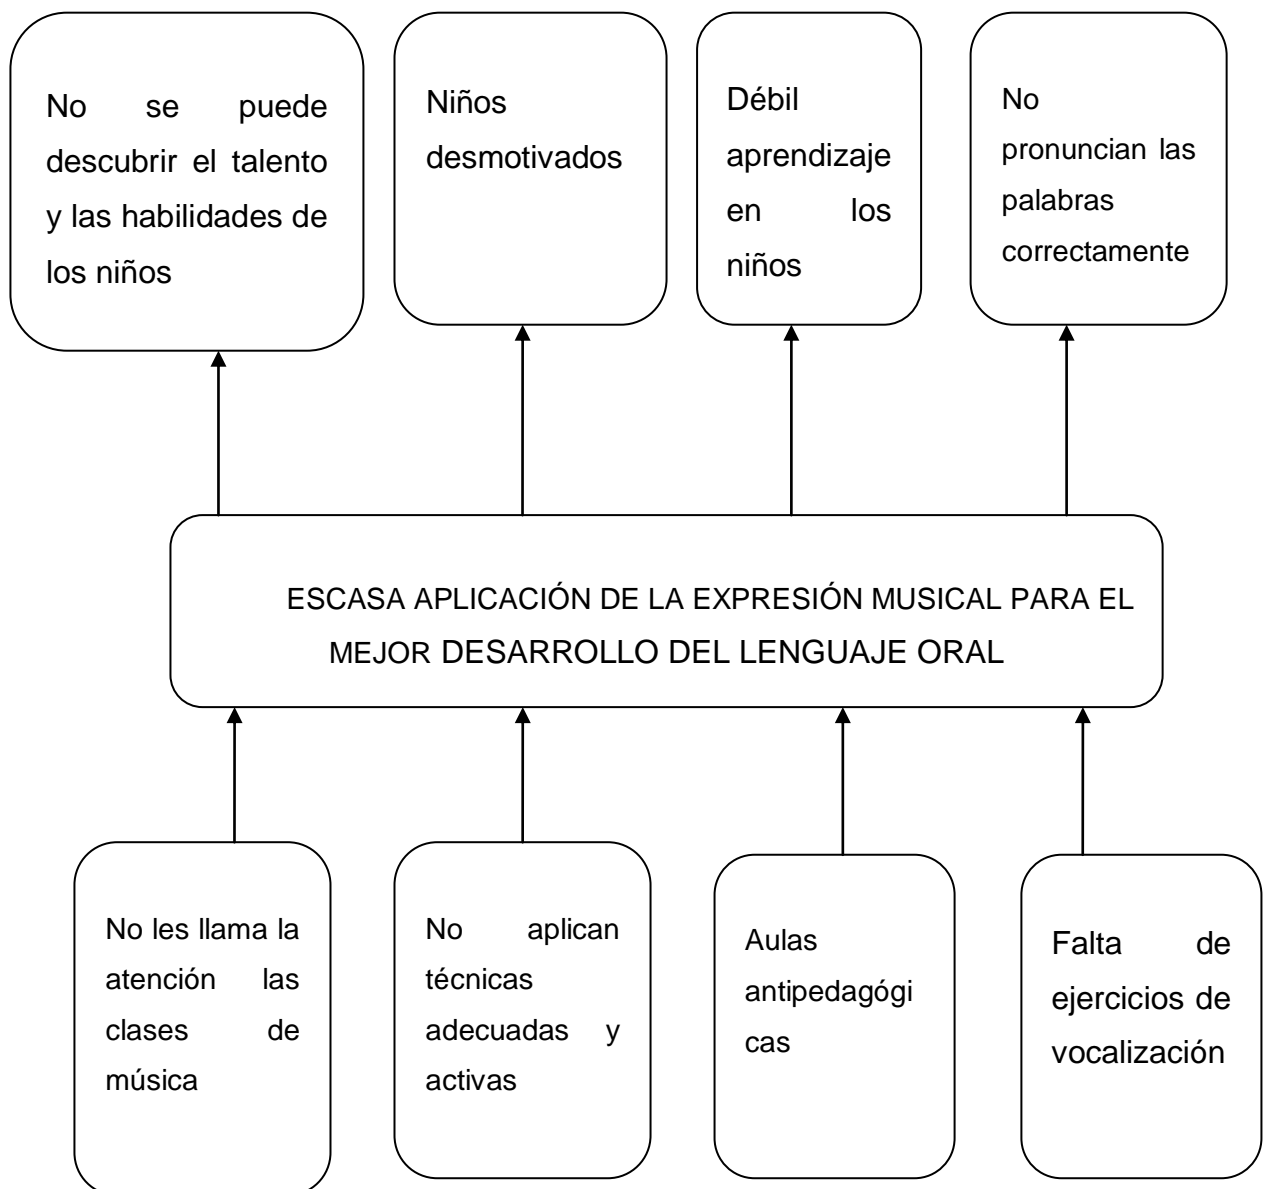 No se puede
descubrir el talento
y las habilidades de
los niños
Niños
desmotivados
Débil
aprendizaje
en los
niños
No
pronuncian las
palabras
correctamente
ESCASA APLICACIÓN DE LA EXPRESIÓN MUSICAL PARA EL
MEJOR DESARROLLO DEL LENGUAJE ORAL
No les llama la
atención las
clases de
música
No aplican
técnicas
adecuadas y
activas
Aulas
antipedagógi
cas
Falta de
ejercicios de
vocalización